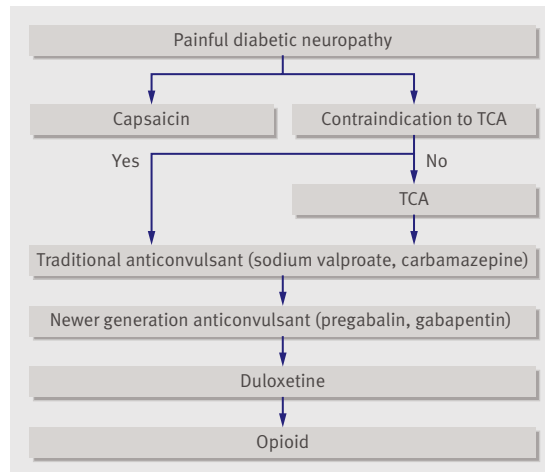 Painful diabetic neuropathy
Capsaicin
Contraindication to TCA
Yes
No
TCA
Traditional anticonvulsant (sodium valproate, carbamazepine)
Newer generation anticonvulsant (pregabalin, gabapentin)
Duloxetine
Opioid